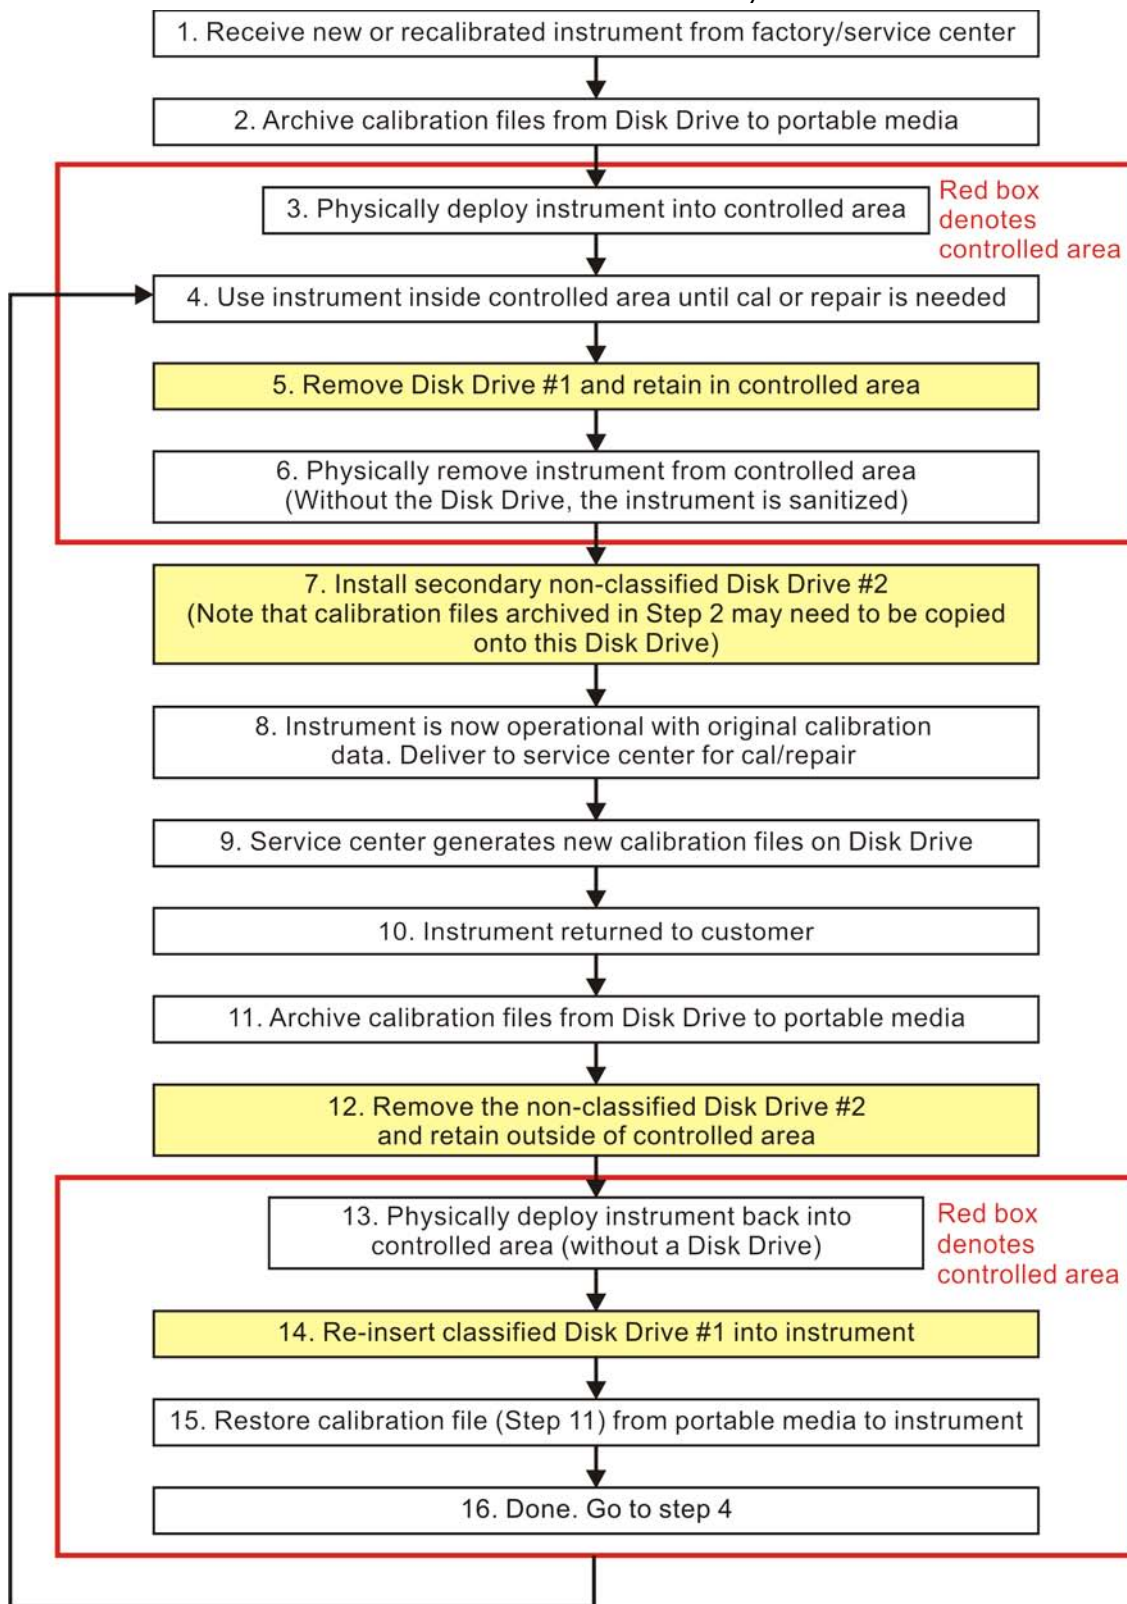 1. Receive new or recalibrated instrument from factory/service center
2. Archive calibration files from Disk Drive to portable media
Red box
denotes
controlled area
3. Physically deploy instrument into controlled area
4. Use instrument inside controlled area until cal or repair is needed
5. Remove Disk Drive #1 and retain in controlled area
6. Physically remove instrument from controlled area
(Without the Disk Drive, the instrument is sanitized)
7. Install secondary non-classified Disk Drive #2
(Note that calibration files archived in Step 2 may need to be copied
onto this Disk Drive)
8. Instrument is now operational with original calibration
data. Deliver to service center for cal/repair
9. Service center generates new calibration files on Disk Drive
10. Instrument returned to customer
11. Archive calibration files from Disk Drive to portable media
12. Remove the non-classified Disk Drive #2
and retain outside of controlled area
13. Physically deploy instrument back into
controlled area (without a Disk Drive)
Red box
denotes
controlled area
14. Re-insert classified Disk Drive #1 into instrument
15. Restore calibration file (Step 11) from portable media to instrument
16. Done. Go to step 4